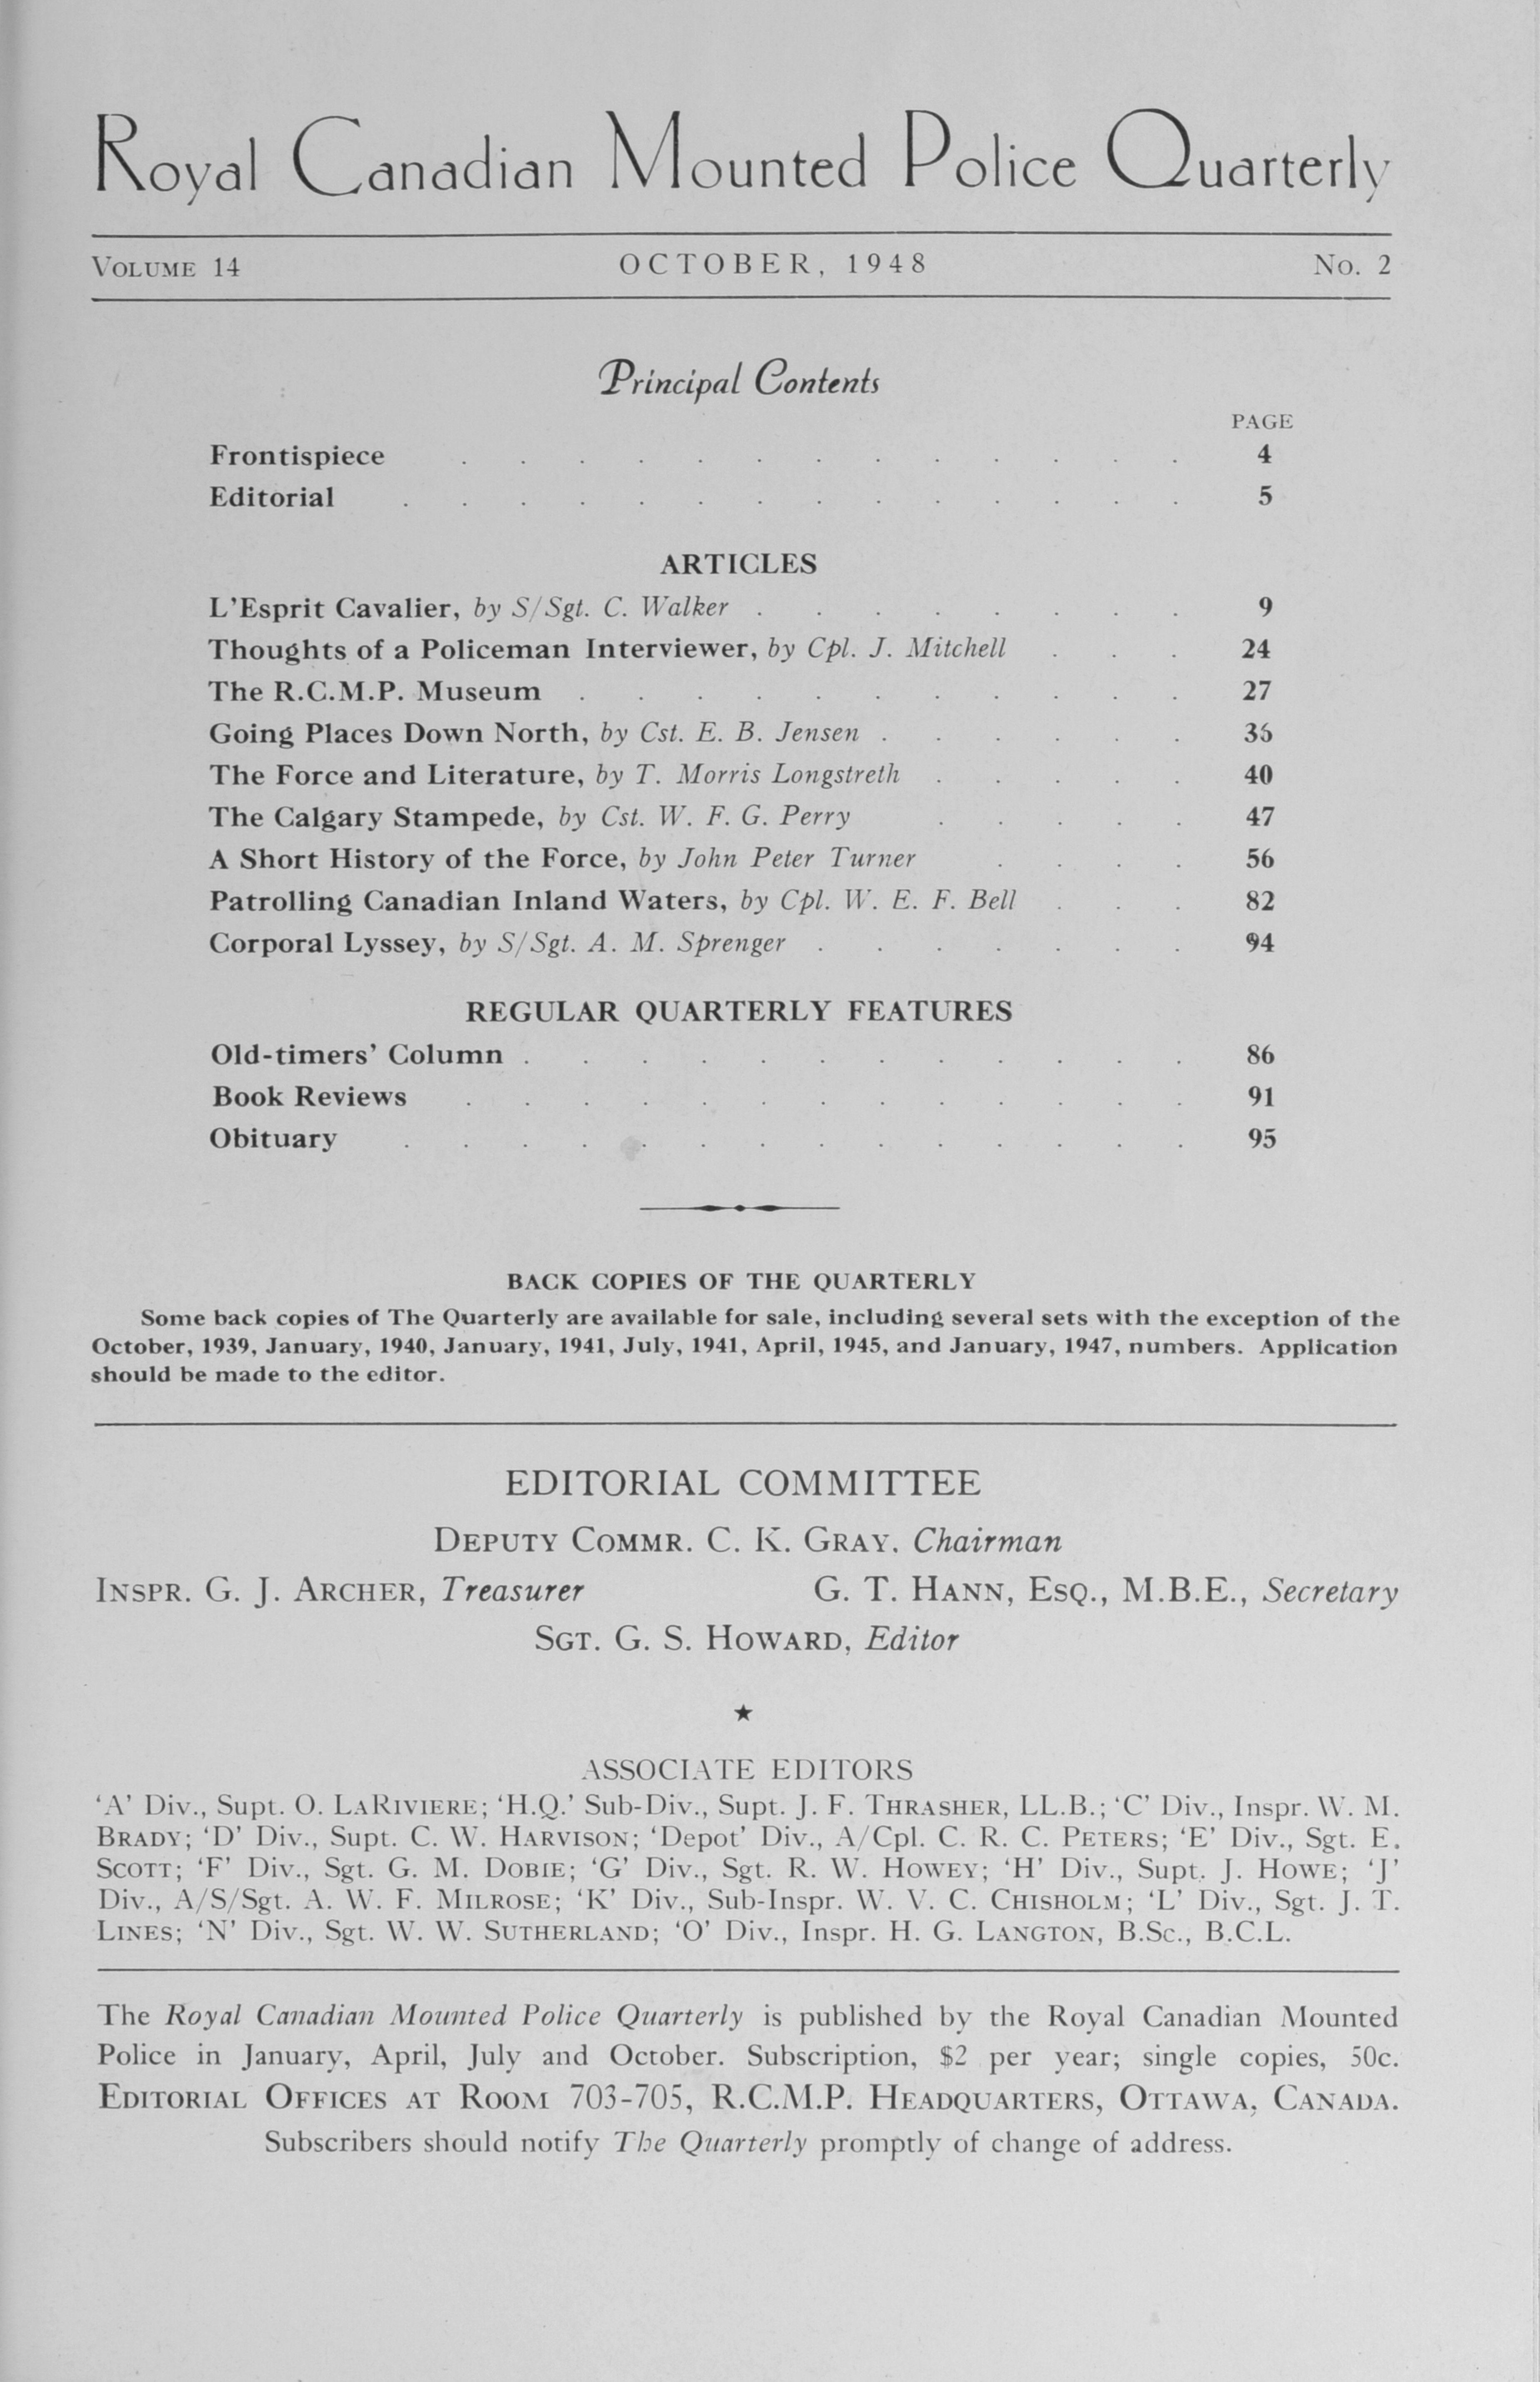 Royal Canadian Mounted Police Quarterly
VOLUME 14 OCTOBER, 1948 No. 2
Principal Contents
PAGE
Frontispiece . . . . . . . . . . . . . 4
Editorial . . . . . . . . . . . . . . 5
ARTICLES
L'Esprit Cavalier, by S/Sgt. C. Walker . . . . . . . . 9
Thoughts of a Policeman Interviewer, by Cpl. J. Mitchell . . . 24
The R.C.M.P. Museum . . . . . . . . . . . 27
Going Places Down North, by Cst. E. B. Jensen . . . . . . 36
The Force and Literature, by T. Morris Longstreth . . . . . 40
The Calgary Stampede, by Cst. W. F. G. Perry . . . . . 47
A Short History of the Force, by John Peter Turner . . . . 56
Patrolling Canadian Inland Waters, by Cpl. W. E. F. Bell . . . 82
Corporal Lyssey, by S/Sgt. A. M. Sprenger . . . . . . . 94
REGULAR QUARTERLY FEATURES
Old-timers' Column . . . . . . . . . . . . 86
Book Reviews . . . . . . . . . . . . . 91
Obituary . . . . . . . . . . . . . . 95
BACK COPIES OF THE QUARTERLY
Some back copies of The Quarterly are available for sale, including several sets with the exception of the
October, 1939, January, 1940, January, 1941, July, 1941, April, 1945, and January, 1947, numbers. Application
should be made to the editor.
EDITORIAL COMMITTEE
DEPUTY COMMR. C. K. GRAY, Chairman
INSPR. G. J. ARCHER, Treasurer G. T. HANN, ESQ., M.B.E., Secretary
SGT. G. S. HOWARD, Editor
★
ASSOCIATE EDITORS
'A' Div., Supt. O. LARIVIERE; 'H.Q.' Sub-Div., Supt. J. F. THRASHER, LL.B.; 'C' Div., Inspr. W. M.
BRADY; 'D' Div., Supt. C. W. HARVISON; 'Depot' Div., A/Cpl. C. R. C. PETERS; 'E' Div., Sgt. E.
SCOTT; 'F' Div., Sgt. G. M. DOBIE; 'G' Div., Sgt. R. W. HOWEY; 'H' Div., Supt. J. HOWE; 'J'
Div., A/S/Sgt. A. W. F. MILROSE; 'K' Div., Sub-Inspr. W. V. C. CHISHOLM; 'L' Div., Sgt. J. T.
LINES; 'N' Div., Sgt. W. W. SUTHERLAND; 'O' Div., Inspr. H. G. LANGTON, B.Sc., B.C.L.
The Royal Canadian Mounted Police Quarterly is published by the Royal Canadian Mounted
Police in January, April, July and October. Subscription, $2 per year; single copies, 50c.
EDITORIAL OFFICES AT ROOM 703-705, R.C.M.P. HEADQUARTERS, OTTAWA, CANADA.
Subscribers should notify The Quarterly promptly of change of address.